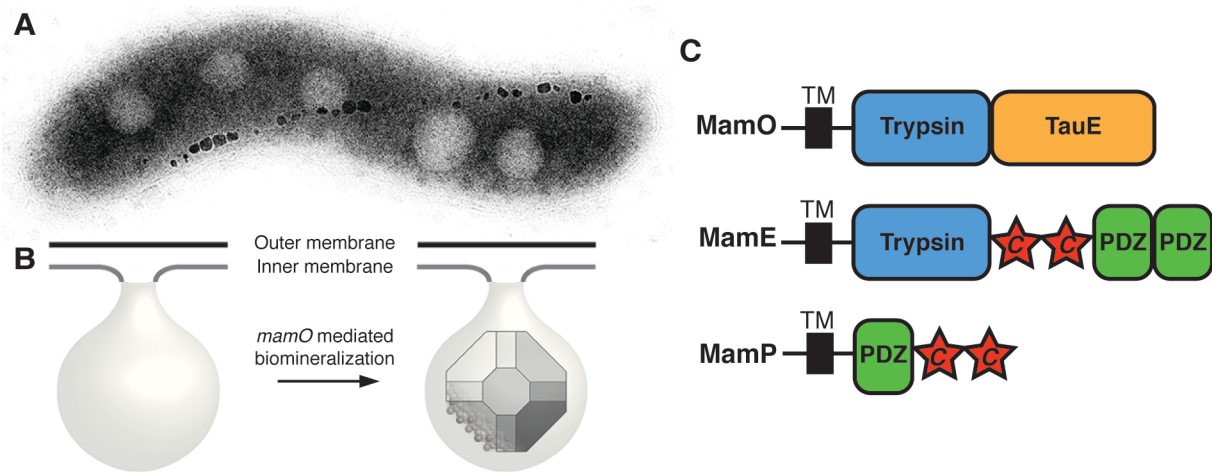 A
B
Outer membrane
Inner membrane
mamO mediated
biomineralization
C
TM
MamO
Trypsin
TauE
TM
MamE
Trypsin
C
C
PDZ
PDZ
TM
MamP
PDZ
C
C